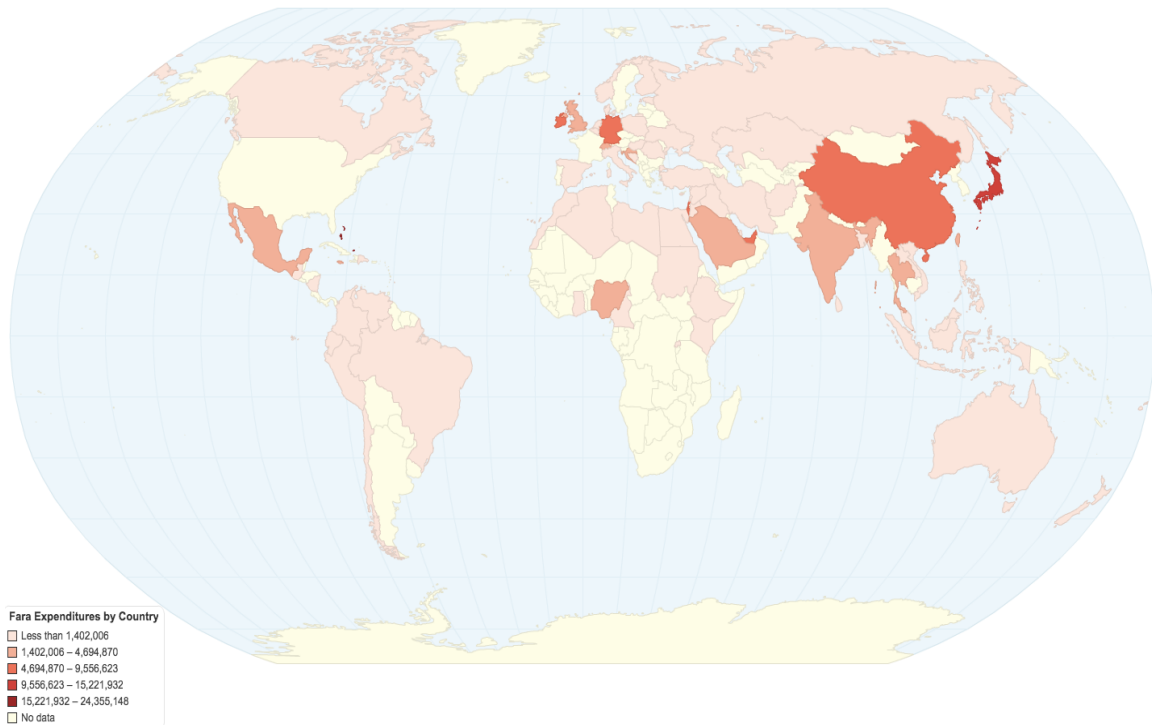 Fara Expenditures by Country
Less than 1,402,006
1,402,006 – 4,694,870
4,694,870 – 9,556,623
9,556,623 – 15,221,932
15,221,932 – 24,355,148
No data